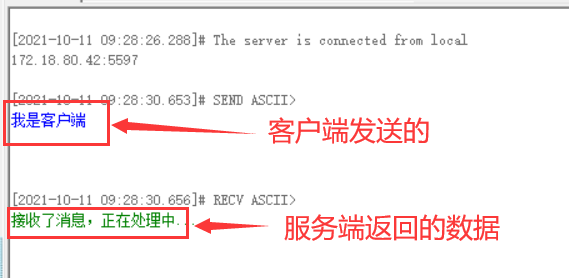 [2021-10-11 09:28:26.288]# The server is connected from local
172.18.80.42:5597
[2021-10-11 09:28:30.653]# SEND ASCII>
我是客户端
客户端发送的
[2021-10-11 09:28:30.656]# RECV ASCII>
接收了消息，正在处理中...
服务端返回的数据